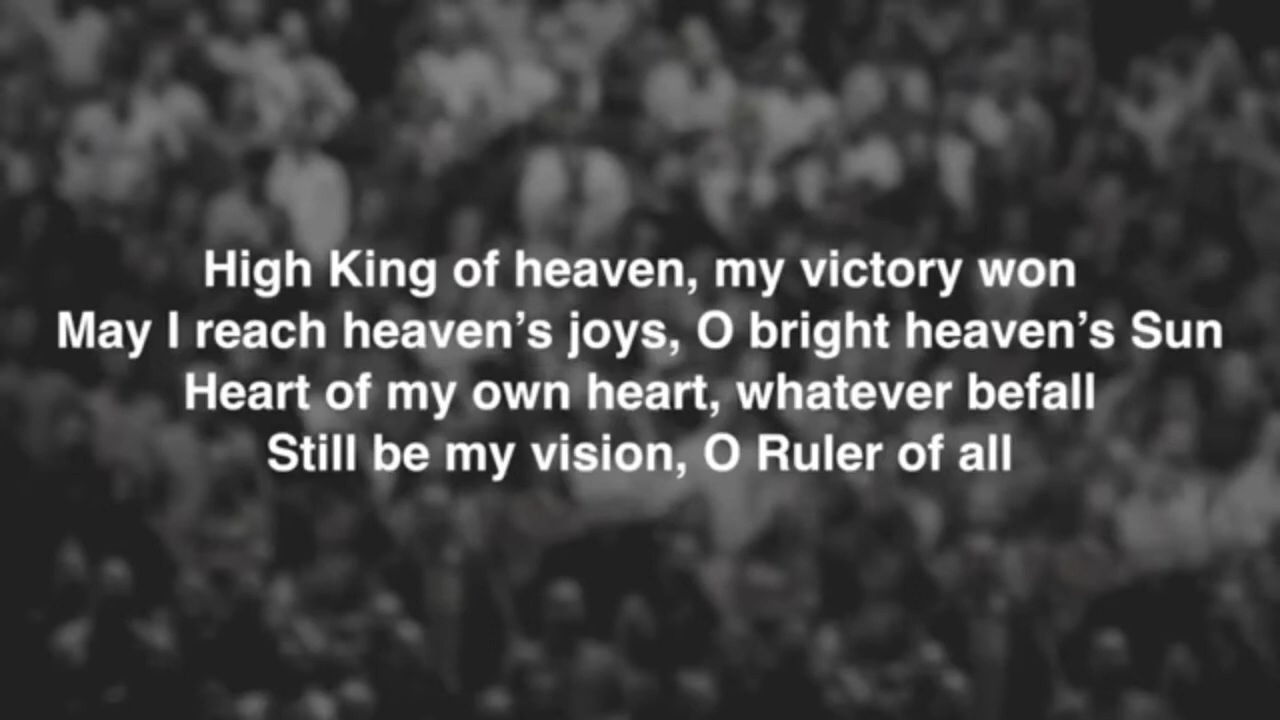 High King of heaven, my victory won
May I reach heaven’s joys, O bright heaven’s Sun
Heart of my own heart, whatever befall
Still be my vision, O Ruler of all